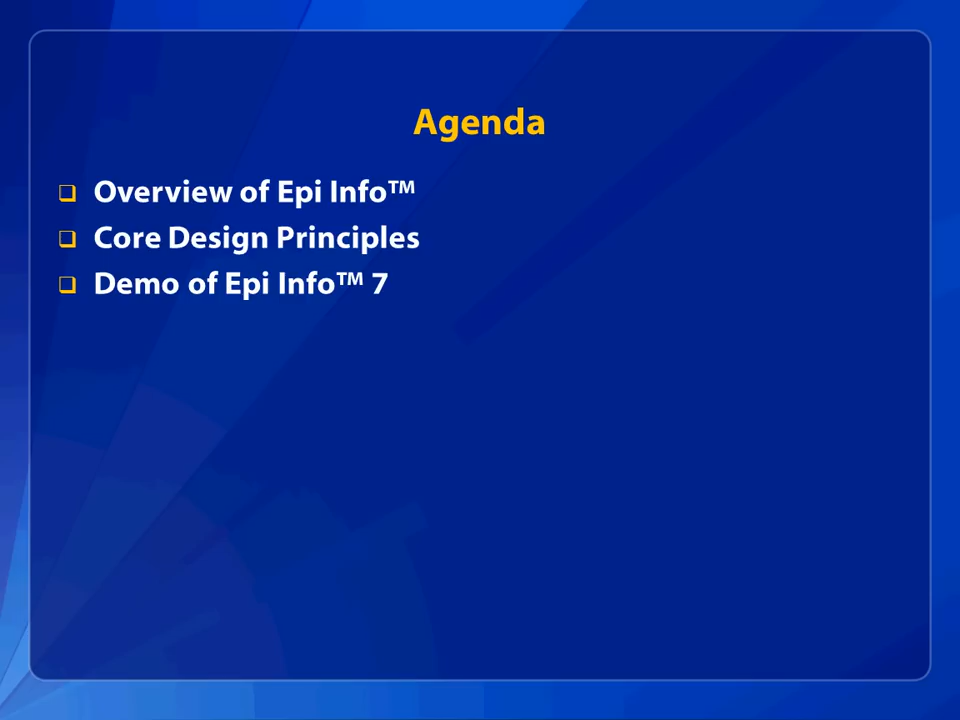 Agenda
❑ Overview of Epi Info™
❑ Core Design Principles
❑ Demo of Epi Info™ 7